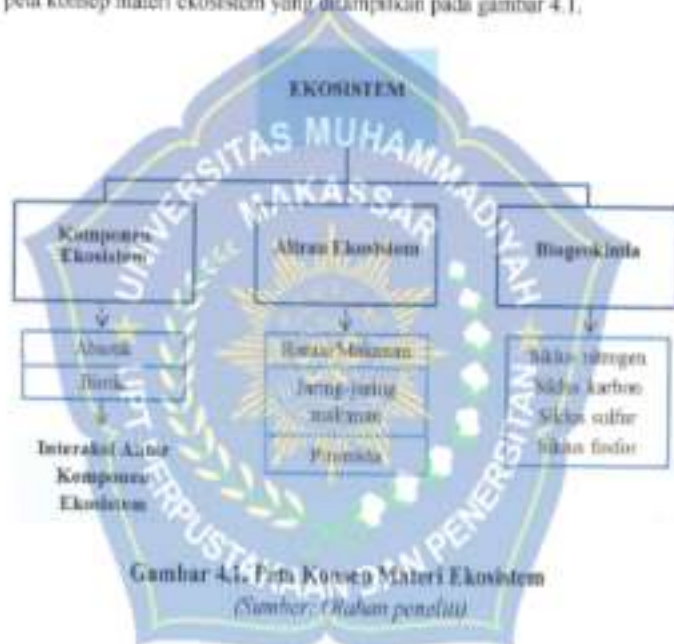 peta konsep materi ekosistem yang ditampilkan pada gambar 4.1.
EKOSISTEM
UNIVERSITAS MUHAMMADIYAH
MAKASSAR
UPT PERPUSTAKAAN DAN PENERBITAN
Komponen
Ekosistem
Aliran Ekosistem
Biogeokimia
Abiotik
Biotik
Interaksi Antar
Komponen
Ekosistem
Rantai Makanan
Jaring-jaring
makanan
Piramida
Siklus nitrogen
Siklus karbon
Siklus sulfur
Siklus fosfor
Gambar 4.1. Peta Konsep Materi Ekosistem
(Sumber: Olahan peneliti)